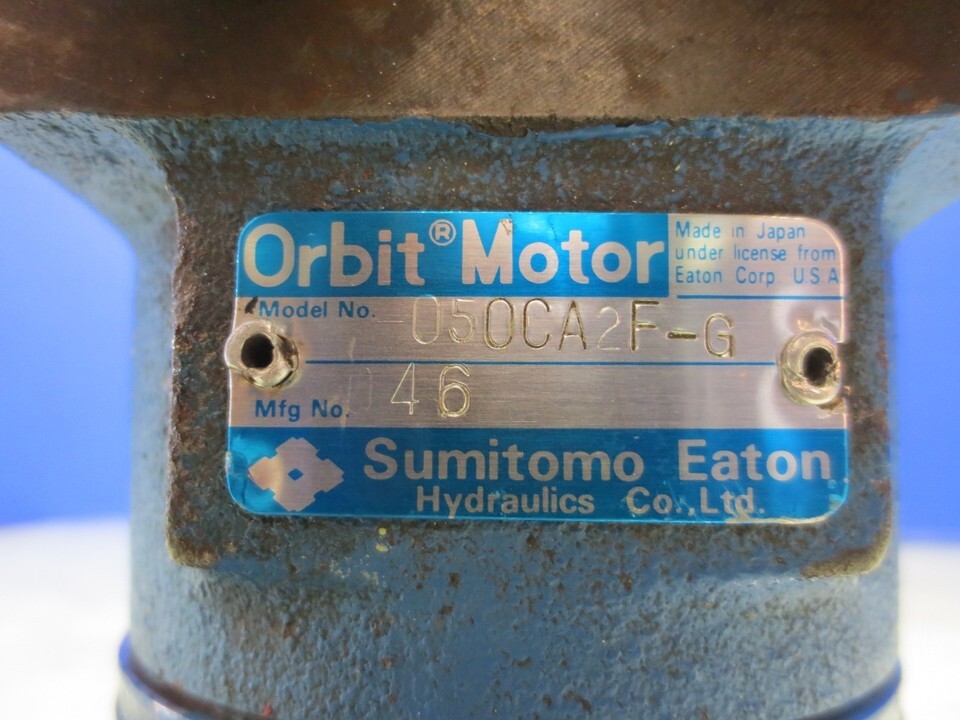 Orbit® Motor
Made in Japan
under license from
Eaton Corp U.S.A
Model No. 050CA2F-G
Mfg No. 46
Sumitomo Eaton
Hydraulics Co.,Ltd.